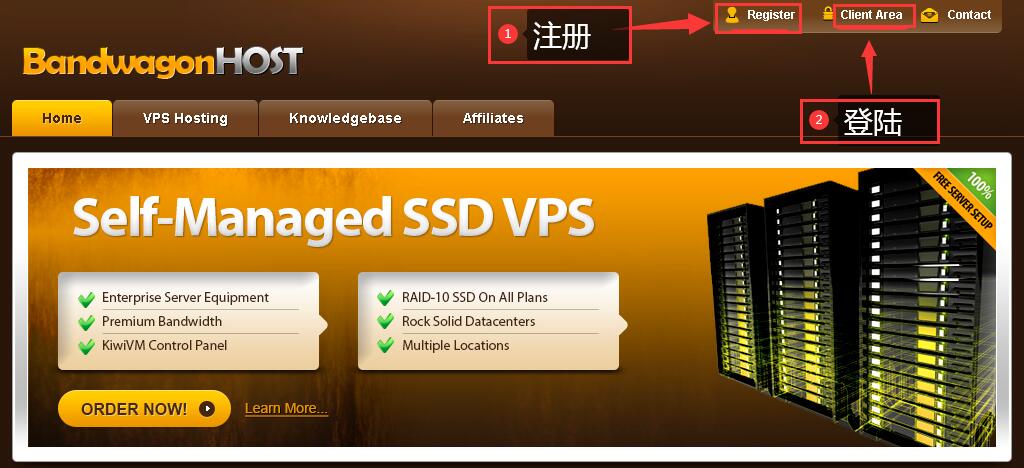 1 注册
Register
Client Area
Contact
BandwagonHOST
2 登陆
Home
VPS Hosting
Knowledgebase
Affiliates
Self-Managed SSD VPS
100%
FREE SERVER SETUP
Enterprise Server Equipment
Premium Bandwidth
KiwiVM Control Panel
RAID-10 SSD On All Plans
Rock Solid Datacenters
Multiple Locations
ORDER NOW!
Learn More...